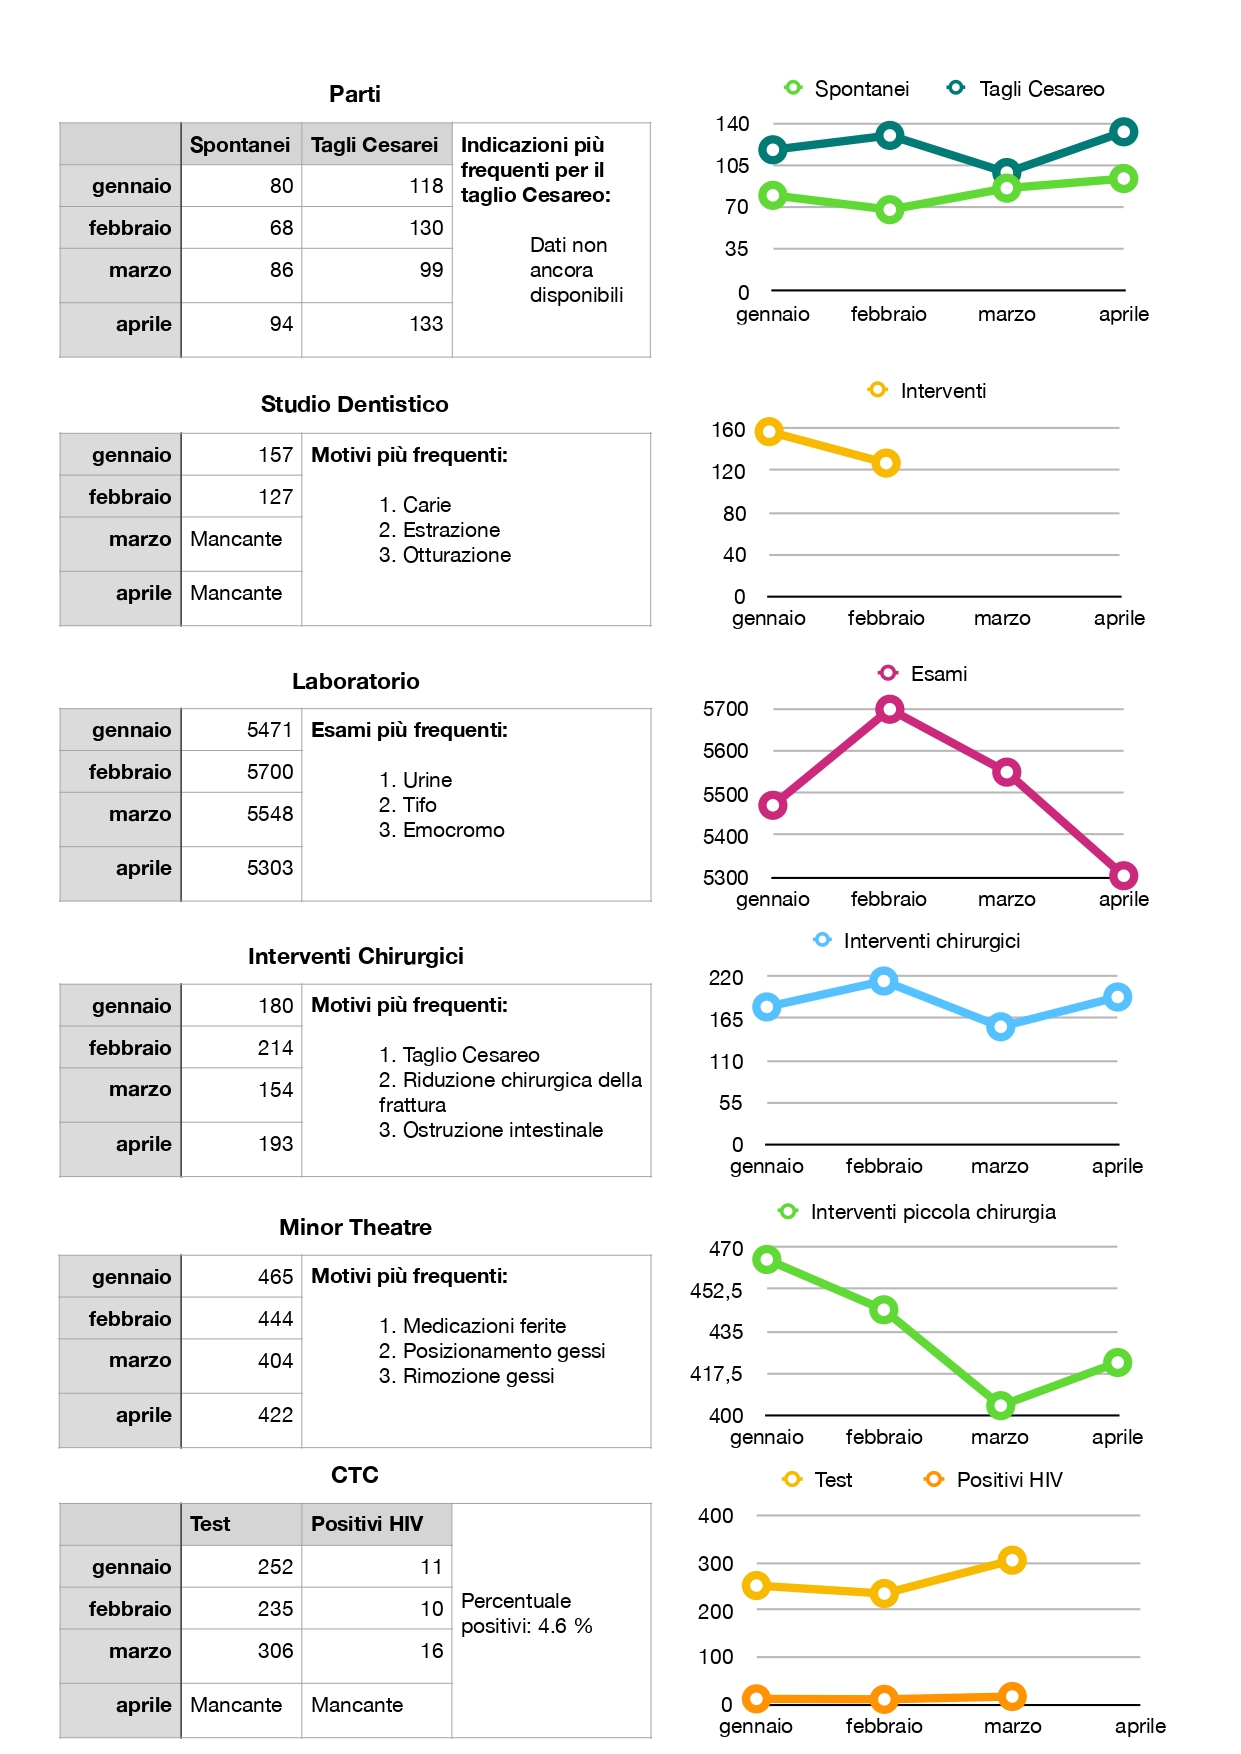 Parti
Spontanei Tagli Cesarei
Indicazioni più
frequenti per il
taglio Cesareo:
gennaio 80 118
febbraio 68 130
marzo 86 99
aprile 94 133
Dati non
ancora
disponibili
Spontanei Tagli Cesareo
140
105
70
35
0
gennaio febbraio marzo aprile
Studio Dentistico
gennaio 157
febbraio 127
marzo Mancante
aprile Mancante
Motivi più frequenti:
1. Carie
2. Estrazione
3. Otturazione
Interventi
160
120
80
40
0
gennaio febbraio marzo aprile
Laboratorio
gennaio 5471
febbraio 5700
marzo 5548
aprile 5303
Esami più frequenti:
1. Urine
2. Tifo
3. Emocromo
Esami
5700
5600
5500
5400
5300
gennaio febbraio marzo aprile
Interventi Chirurgici
gennaio 180
febbraio 214
marzo 154
aprile 193
Motivi più frequenti:
1. Taglio Cesareo
2. Riduzione chirurgica della
frattura
3. Ostruzione intestinale
Interventi chirurgici
220
165
110
55
0
gennaio febbraio marzo aprile
Minor Theatre
gennaio 465
febbraio 444
marzo 404
aprile 422
Motivi più frequenti:
1. Medicazioni ferite
2. Posizionamento gessi
3. Rimozione gessi
Interventi piccola chirurgia
470
452,5
435
417,5
400
gennaio febbraio marzo aprile
CTC
Test Positivi HIV
gennaio 252 11
febbraio 235 10
marzo 306 16
aprile Mancante Mancante
Percentuale
positivi: 4.6 %
Test Positivi HIV
400
300
200
100
0
gennaio febbraio marzo aprile